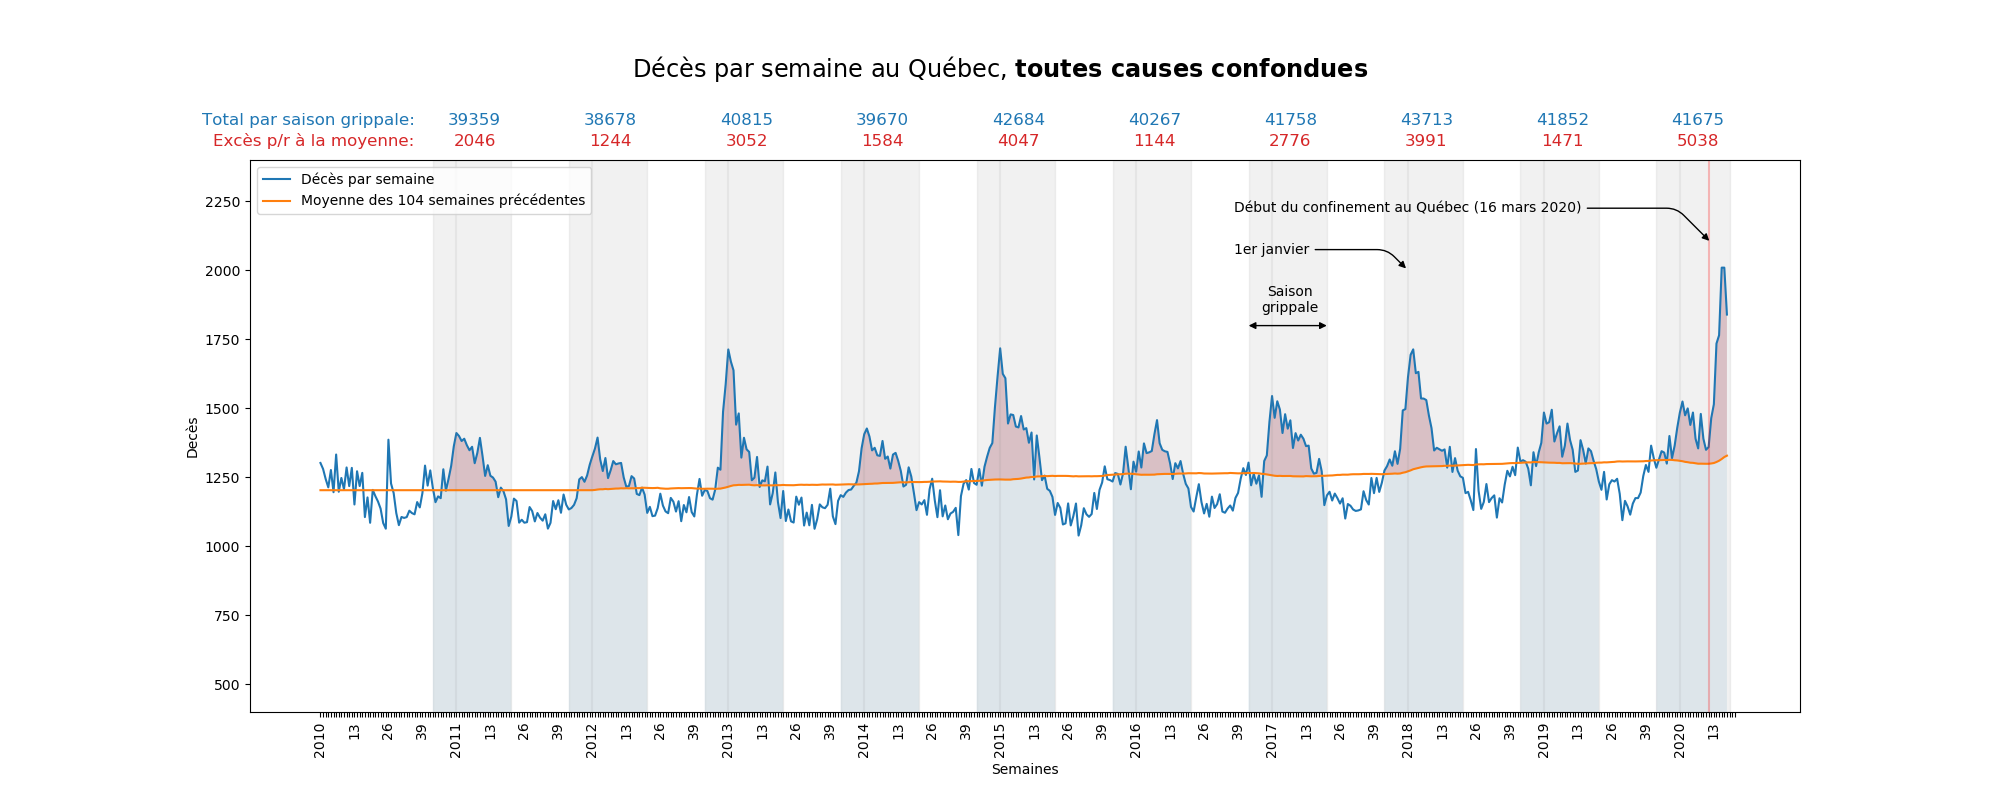 Décès par semaine au Québec, toutes causes confondues
Total par saison grippale: 39359 38678 40815 39670 42684 40267 41758 43713 41852 41675
Excès p/r à la moyenne: 2046 1244 3052 1584 4047 1144 2776 3991 1471 5038
Décès par semaine
Moyenne des 104 semaines précédentes
Début du confinement au Québec (16 mars 2020)
1er janvier
Saison
grippale
Decès
2250
2000
1750
1500
1250
1000
750
500
2010 13 26 39 2011 13 26 39 2012 13 26 39 2013 13 26 39 2014 13 26 39 2015 13 26 39 2016 13 26 39 2017 13 26 39 2018 13 26 39 2019 13 26 39 2020 13
Semaines